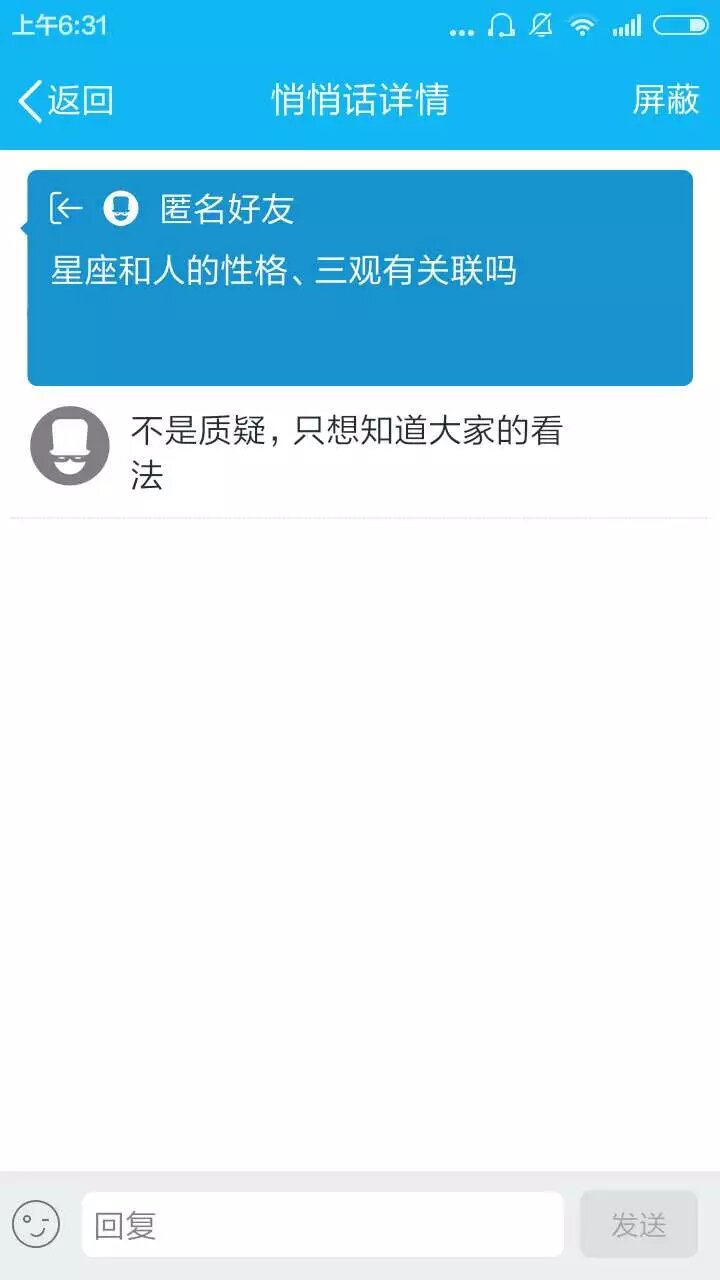 上午6:31
返回
悄悄话详情
屏蔽
匿名好友
星座和人的性格、三观有关联吗
不是质疑，只想知道大家的看
法
回复
发送